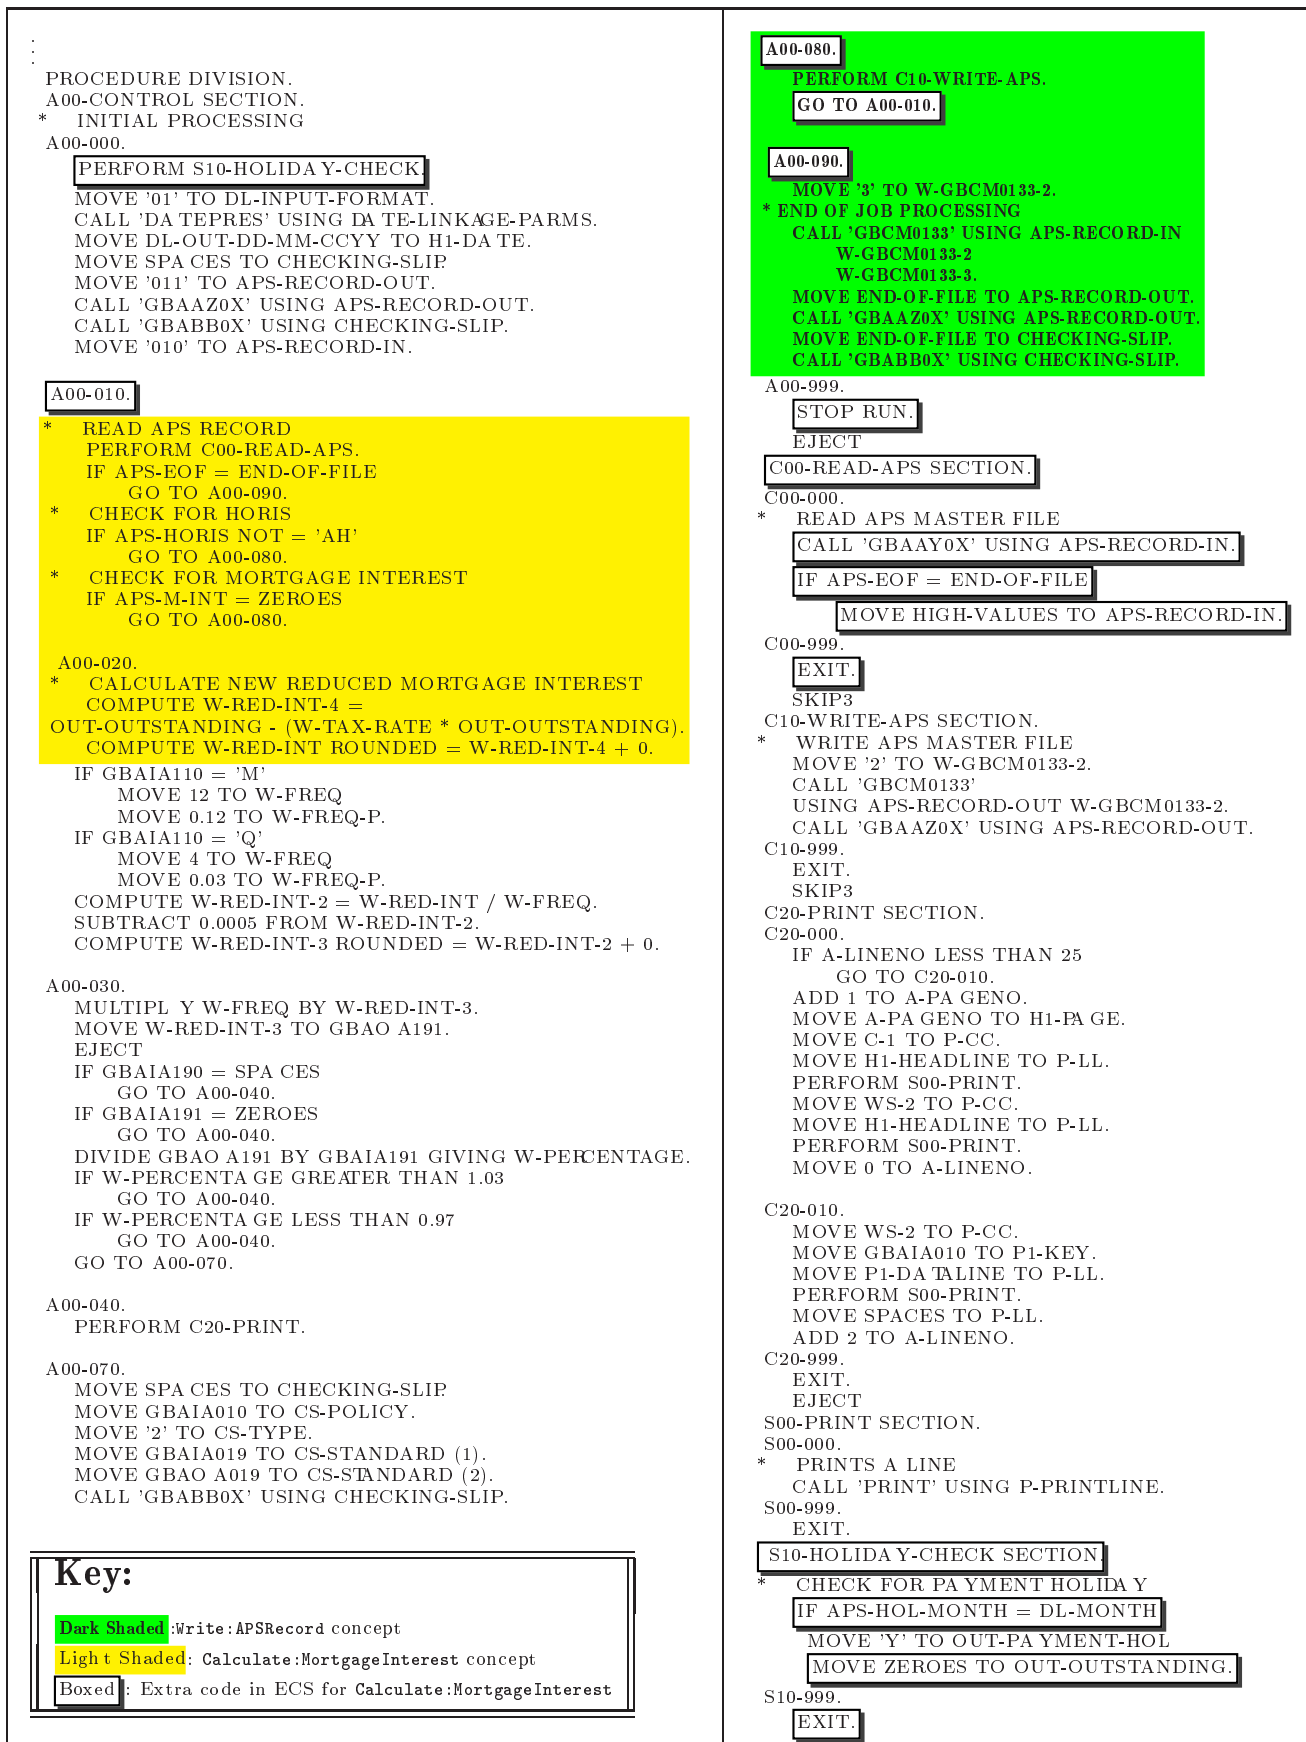 .
.
.
PROCEDURE DIVISION.
A00-CONTROL SECTION.
* INITIAL PROCESSING
A00-000.
PERFORM S10-HOLIDAY-CHECK.
MOVE '01' TO DL-INPUT-FORMAT.
CALL 'DATEPRES' USING DATE-LINKAGE-PARMS.
MOVE DL-OUT-DD-MM-CCYY TO H1-DATE.
MOVE SPACES TO CHECKING-SLIP.
MOVE '011' TO APS-RECORD-OUT.
CALL 'GBAAZ0X' USING APS-RECORD-OUT.
CALL 'GBABB0X' USING CHECKING-SLIP.
MOVE '010' TO APS-RECORD-IN.
A00-010.
* READ APS RECORD
PERFORM C00-READ-APS.
IF APS-EOF = END-OF-FILE
GO TO A00-090.
* CHECK FOR HORIS
IF APS-HORIS NOT = 'AH'
GO TO A00-080.
* CHECK FOR MORTGAGE INTEREST
IF APS-M-INT = ZEROES
GO TO A00-080.
A00-020.
* CALCULATE NEW REDUCED MORTGAGE INTEREST
COMPUTE W-RED-INT-4 =
OUT-OUTSTANDING - (W-TAX-RATE * OUT-OUTSTANDING).
COMPUTE W-RED-INT ROUNDED = W-RED-INT-4 + 0.
IF GBAIA110 = 'M'
MOVE 12 TO W-FREQ
MOVE 0.12 TO W-FREQ-P.
IF GBAIA110 = 'Q'
MOVE 4 TO W-FREQ
MOVE 0.03 TO W-FREQ-P.
COMPUTE W-RED-INT-2 = W-RED-INT / W-FREQ.
SUBTRACT 0.0005 FROM W-RED-INT-2.
COMPUTE W-RED-INT-3 ROUNDED = W-RED-INT-2 + 0.
A00-030.
MULTIPLY W-FREQ BY W-RED-INT-3.
MOVE W-RED-INT-3 TO GBAOA191.
EJECT
IF GBAIA190 = SPACES
GO TO A00-040.
IF GBAIA191 = ZEROES
GO TO A00-040.
DIVIDE GBAOA191 BY GBAIA191 GIVING W-PERCENTAGE.
IF W-PERCENTAGE GREATER THAN 1.03
GO TO A00-040.
IF W-PERCENTAGE LESS THAN 0.97
GO TO A00-040.
GO TO A00-070.
A00-040.
PERFORM C20-PRINT.
A00-070.
MOVE SPACES TO CHECKING-SLIP.
MOVE GBAIA010 TO CS-POLICY.
MOVE '2' TO CS-TYPE.
MOVE GBAIA019 TO CS-STANDARD (1).
MOVE GBAOA019 TO CS-STANDARD (2).
CALL 'GBABB0X' USING CHECKING-SLIP.
Key:
Dark Shaded :Write:APSRecord concept
Light Shaded: Calculate:MortgageInterest concept
Boxed : Extra code in ECS for Calculate:MortgageInterest
A00-080.
PERFORM C10-WRITE-APS.
GO TO A00-010.
A00-090.
MOVE '3' TO W-GBCM0133-2.
* END OF JOB PROCESSING
CALL 'GBCM0133' USING APS-RECORD-IN
W-GBCM0133-2
W-GBCM0133-3.
MOVE END-OF-FILE TO APS-RECORD-OUT.
CALL 'GBAAZ0X' USING APS-RECORD-OUT.
MOVE END-OF-FILE TO CHECKING-SLIP.
CALL 'GBABB0X' USING CHECKING-SLIP.
A00-999.
STOP RUN.
EJECT
C00-READ-APS SECTION.
C00-000.
* READ APS MASTER FILE
CALL 'GBAAY0X' USING APS-RECORD-IN.
IF APS-EOF = END-OF-FILE
MOVE HIGH-VALUES TO APS-RECORD-IN.
C00-999.
EXIT.
SKIP3
C10-WRITE-APS SECTION.
* WRITE APS MASTER FILE
MOVE '2' TO W-GBCM0133-2.
CALL 'GBCM0133'
USING APS-RECORD-OUT W-GBCM0133-2.
CALL 'GBAAZ0X' USING APS-RECORD-OUT.
C10-999.
EXIT.
SKIP3
C20-PRINT SECTION.
C20-000.
IF A-LINENO LESS THAN 25
GO TO C20-010.
ADD 1 TO A-PAGENO.
MOVE A-PAGENO TO H1-PAGE.
MOVE C-1 TO P-CC.
MOVE H1-HEADLINE TO P-LL.
PERFORM S00-PRINT.
MOVE WS-2 TO P-CC.
MOVE H1-HEADLINE TO P-LL.
PERFORM S00-PRINT.
MOVE 0 TO A-LINENO.
C20-010.
MOVE WS-2 TO P-CC.
MOVE GBAIA010 TO P1-KEY.
MOVE P1-DATALINE TO P-LL.
PERFORM S00-PRINT.
MOVE SPACES TO P-LL.
ADD 2 TO A-LINENO.
C20-999.
EXIT.
EJECT
S00-PRINT SECTION.
S00-000.
* PRINTS A LINE
CALL 'PRINT' USING P-PRINTLINE.
S00-999.
EXIT.
S10-HOLIDAY-CHECK SECTION.
* CHECK FOR PAYMENT HOLIDAY
IF APS-HOL-MONTH = DL-MONTH
MOVE 'Y' TO OUT-PAYMENT-HOL
MOVE ZEROES TO OUT-OUTSTANDING.
S10-999.
EXIT.